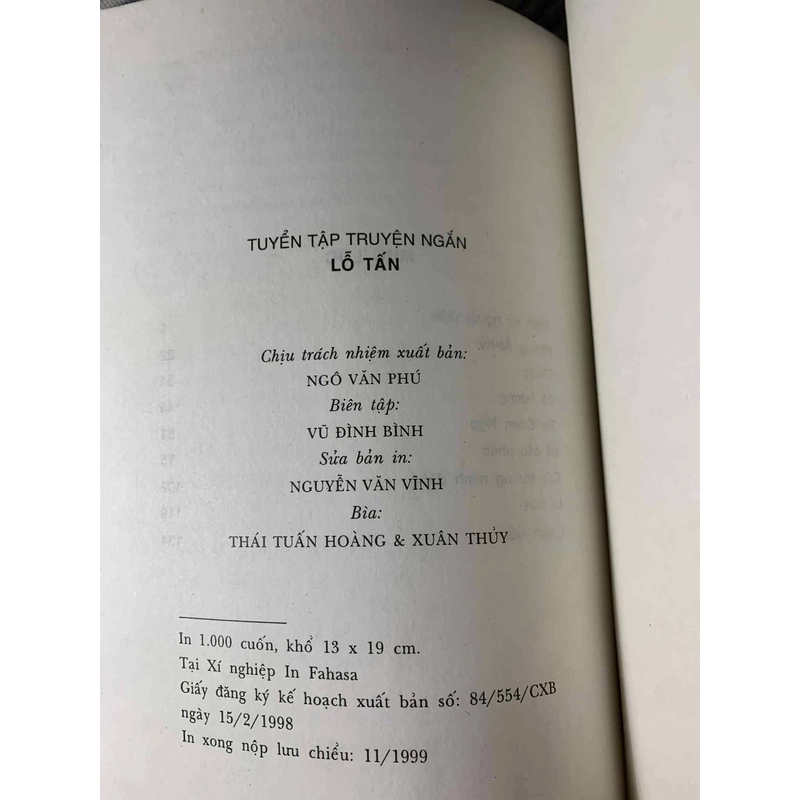 TUYỂN TẬP TRUYỆN NGẮN
LỖ TẤN
Chịu trách nhiệm xuất bản:
NGÔ VĂN PHÚ
Biên tập:
VŨ ĐÌNH BÌNH
Sửa bản in:
NGUYỄN VĂN VĨNH
Bìa:
THÁI TUẤN HOÀNG & XUÂN THỦY
In 1.000 cuốn, khổ 13 x 19 cm.
Tại Xí nghiệp In Fahasa
Giấy đăng ký kế hoạch xuất bản số: 84/554/CXB
ngày 15/2/1998
In xong nộp lưu chiểu: 11/1999